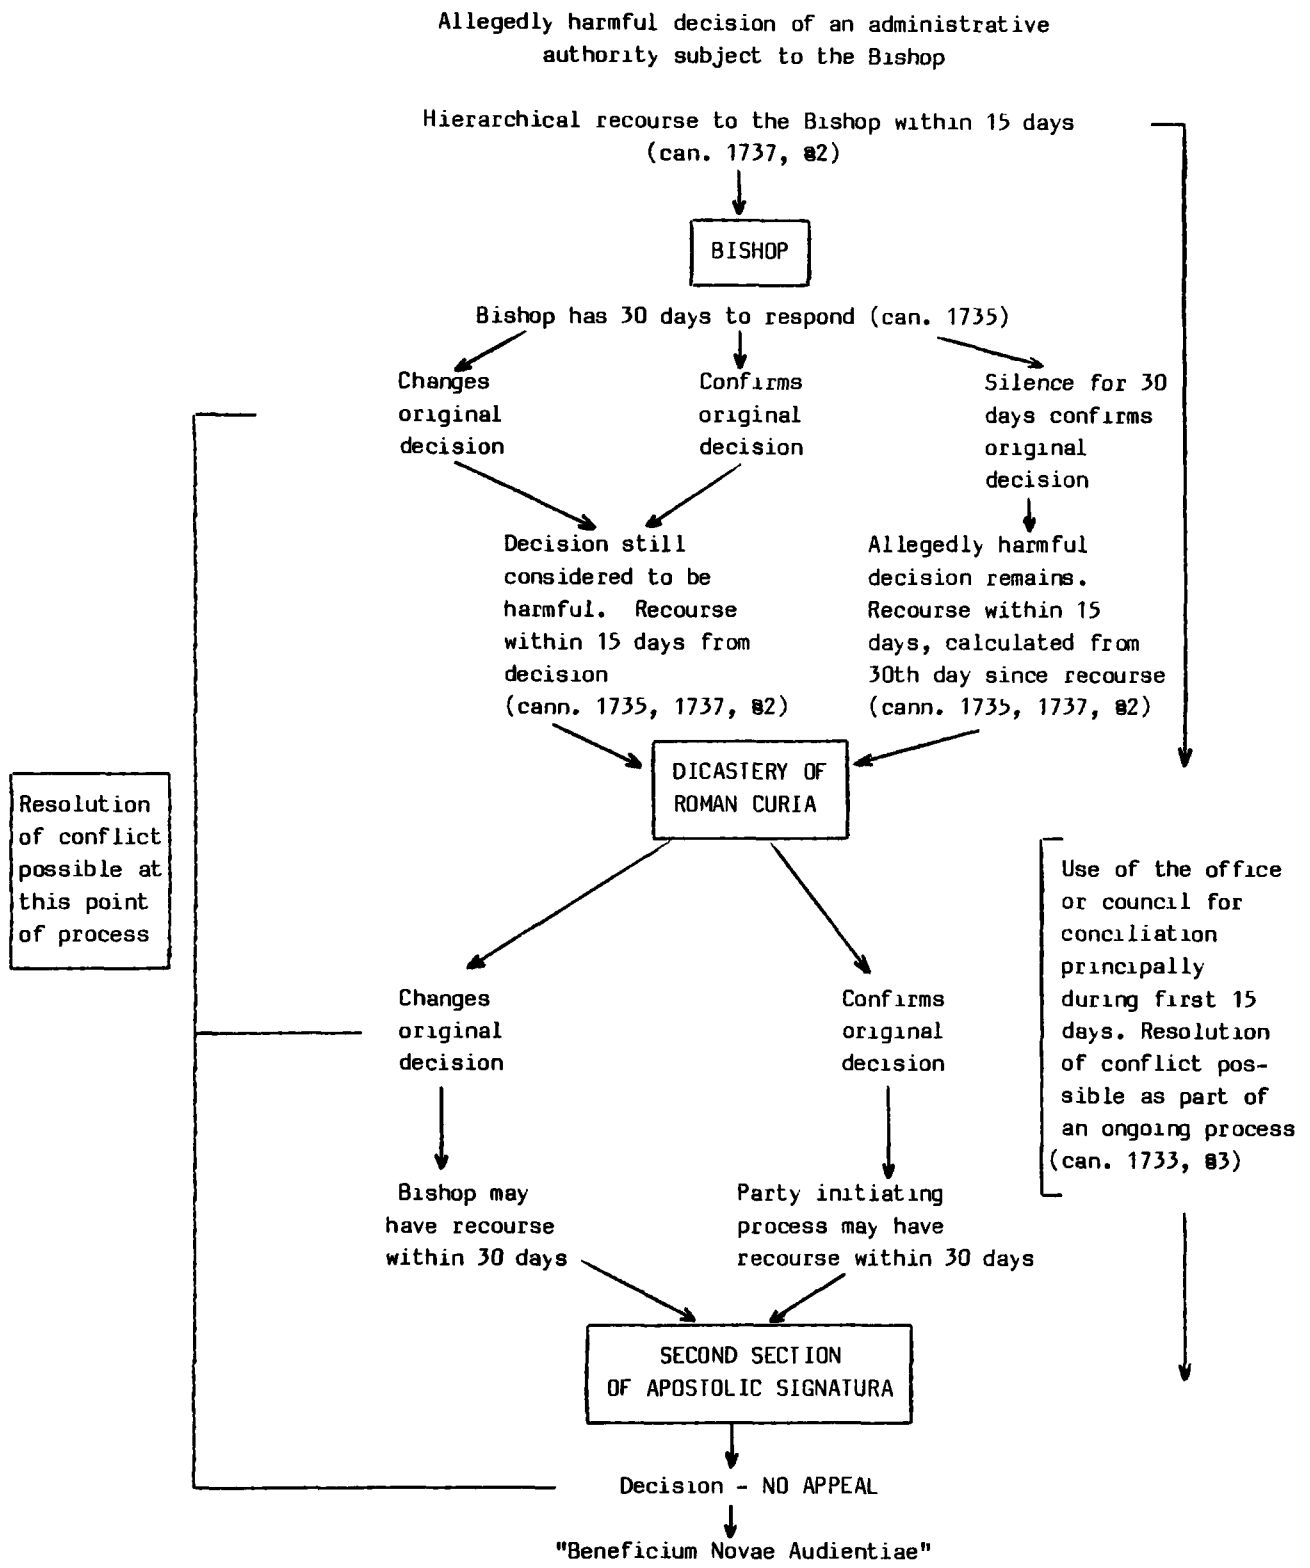 Allegedly harmful decision of an administrative
authority subject to the Bishop
Hierarchical recourse to the Bishop within 15 days
(can. 1737, §2)
BISHOP
Bishop has 30 days to respond (can. 1735)
Changes
original
decision
Confirms
original
decision
Silence for 30
days confirms
original
decision
Decision still
considered to be
harmful. Recourse
within 15 days from
decision
(cann. 1735, 1737, §2)
Allegedly harmful
decision remains.
Recourse within 15
days, calculated from
30th day since recourse
(cann. 1735, 1737, §2)
DICASTERY OF
ROMAN CURIA
Resolution
of conflict
possible at
this point
of process
Use of the office
or council for
conciliation
principally
during first 15
days. Resolution
of conflict pos-
sible as part of
an ongoing process
(can. 1733, §3)
Changes
original
decision
Confirms
original
decision
Bishop may
have recourse
within 30 days
Party initiating
process may have
recourse within 30 days
SECOND SECTION
OF APOSTOLIC SIGNATURA
Decision - NO APPEAL
"Beneficium Novae Audientiae"